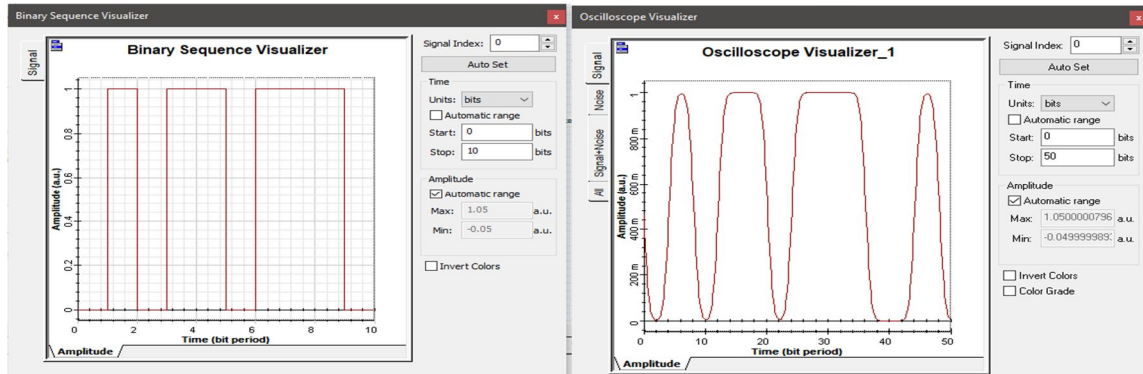 Binary Sequence Visualizer
x
Signal
Binary Sequence Visualizer
Amplitude (a.u.)
1
0.8
0.6
0.4
0.2
0
0 2 4 6 8 10
Time (bit period)
Amplitude
Signal Index: 0
Auto Set
Time
Units: bits
Automatic range
Start: 0 bits
Stop: 10 bits
Amplitude
Automatic range
Max: 1.05 a.u.
Min: -0.05 a.u.
Invert Colors
Oscilloscope Visualizer
x
Signal
Noise
Signal+Noise
All
Oscilloscope Visualizer_1
Amplitude (a.u.)
1
800 m
600 m
400 m
200 m
0
0 10 20 30 40 50
Time (bit period)
Amplitude
Signal Index: 0
Auto Set
Time
Units: bits
Automatic range
Start: 0 bits
Stop: 50 bits
Amplitude
Automatic range
Max: 1.0500000796 a.u.
Min: a.u.
Invert Colors
Color Grade